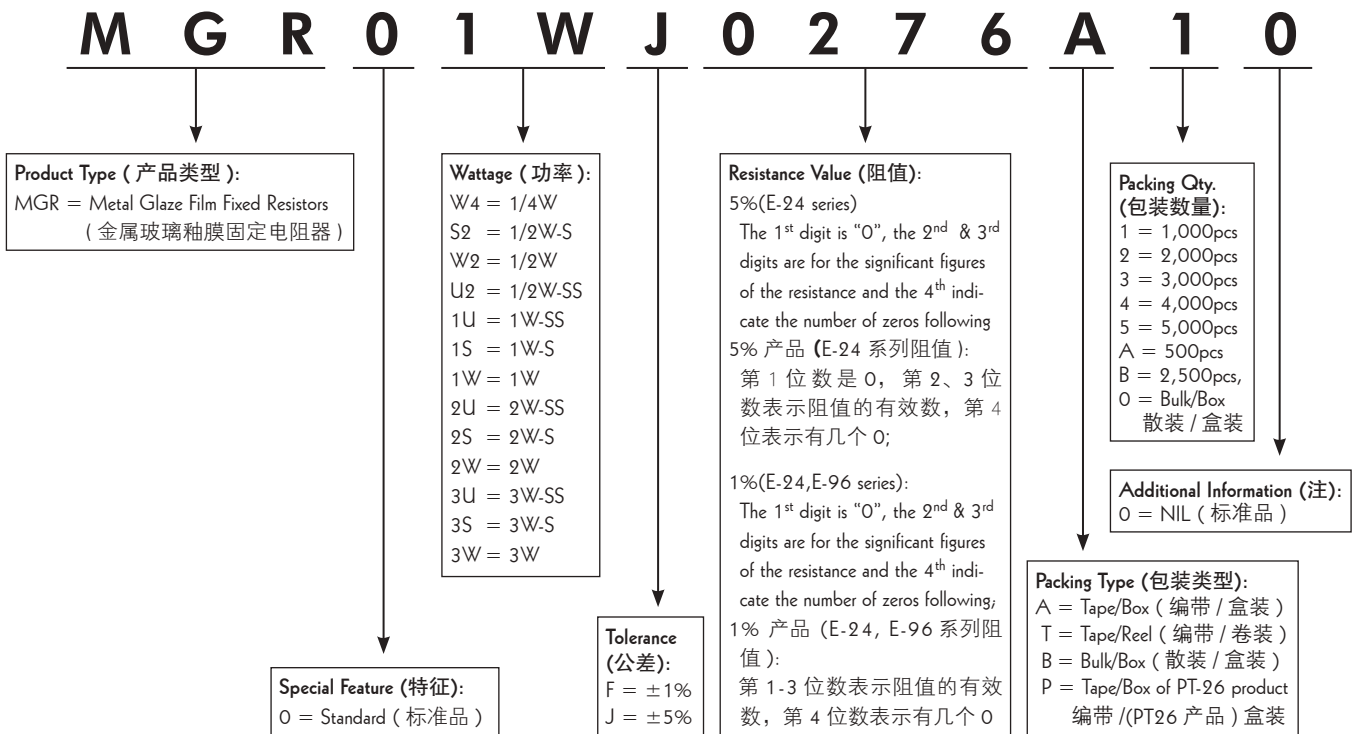 M G R 0 1 W J 0 2 7 6 A 1 0
Product Type ( 产品类型 ):
MGR = Metal Glaze Film Fixed Resistors
( 金属玻璃釉膜固定电阻器 )
Wattage ( 功率 ):
W4 = 1/4W
S2 = 1/2W-S
W2 = 1/2W
U2 = 1/2W-SS
1U = 1W-SS
1S = 1W-S
1W = 1W
2U = 2W-SS
2S = 2W-S
2W = 2W
3U = 3W-SS
3S = 3W-S
3W = 3W
Resistance Value (阻值):
5%(E-24 series)
The 1st digit is "0", the 2nd & 3rd
digits are for the significant figures
of the resistance and the 4th indi-
cate the number of zeros following
5% 产品 (E-24 系列阻值 ):
第 1 位 数 是 0， 第 2、3 位
数表示阻值的有效数，第 4
位表示有几个 0;
1%(E-24,E-96 series):
The 1st digit is "0", the 2nd & 3rd
digits are for the significant figures
of the resistance and the 4th indi-
cate the number of zeros following;
1% 产品 (E-24, E-96 系列阻
值 ):
第 1-3 位数表示阻值的有效
数，第 4 位数表示有几个 0
Packing Qty.
(包装数量):
1 = 1,000pcs
2 = 2,000pcs
3 = 3,000pcs
4 = 4,000pcs
5 = 5,000pcs
A = 500pcs
B = 2,500pcs,
0 = Bulk/Box
散装 / 盒装
Additional Information (注):
0 = NIL ( 标准品 )
Packing Type (包装类型):
A = Tape/Box ( 编带 / 盒装 )
T = Tape/Reel ( 编带 / 卷装 )
B = Bulk/Box ( 散装 / 盒装 )
P = Tape/Box of PT-26 product
编带 /(PT26 产品 ) 盒装
Tolerance
(公差):
F = ±1%
J = ±5%
Special Feature (特征):
0 = Standard ( 标准品 )